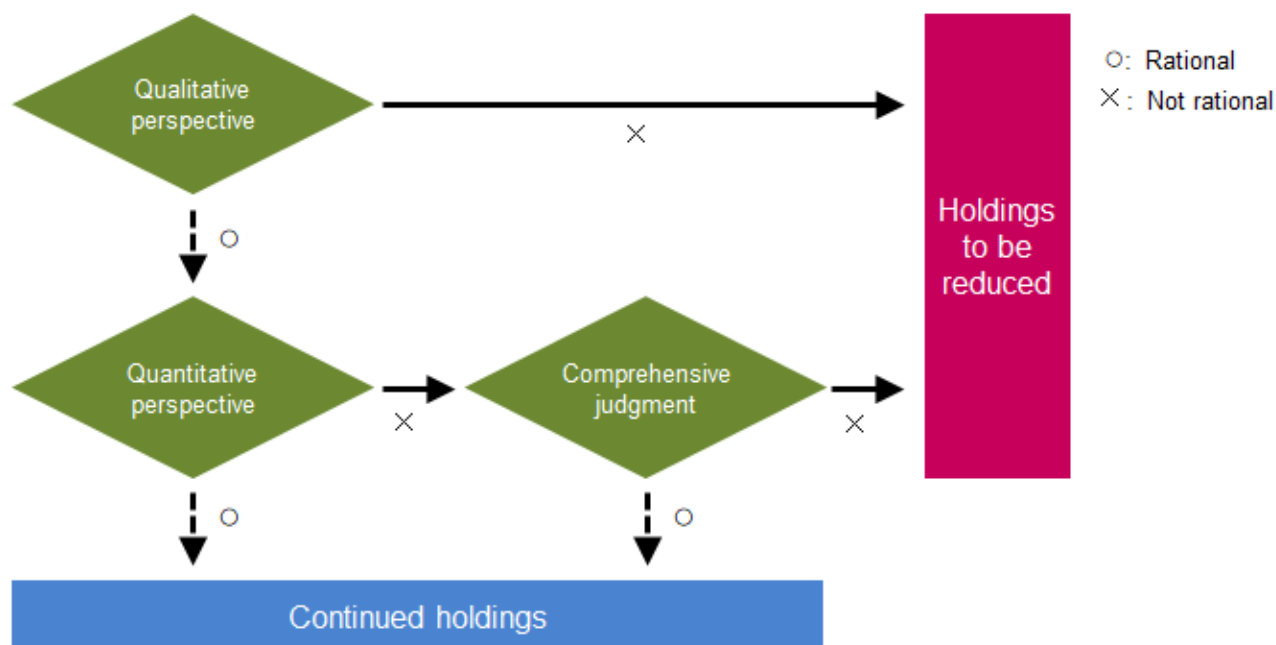 Qualitative
perspective
×
○: Rational
×: Not rational
Holdings
to be
reduced
○
Quantitative
perspective
×
Comprehensive
judgment
×
○
○
Continued holdings